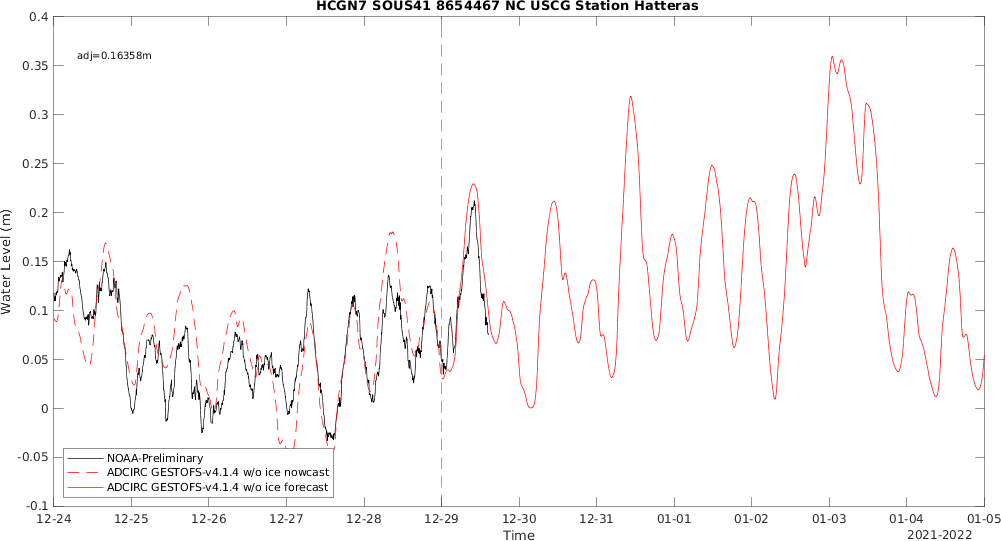 HCGN7 SOUS41 8654467 NC USCG Station Hatteras
0.4
adj=0.16358m
0.35
0.3
0.25
0.2
0.15
0.1
0.05
0
-0.05
-0.1
Water Level (m)
NOAA-Preliminary
ADCIRC GESTOFS-v4.1.4 w/o ice nowcast
ADCIRC GESTOFS-v4.1.4 w/o ice forecast
12-24 12-25 12-26 12-27 12-28 12-29 12-30 12-31 01-01 01-02 01-03 01-04 01-05
Time
2021-2022